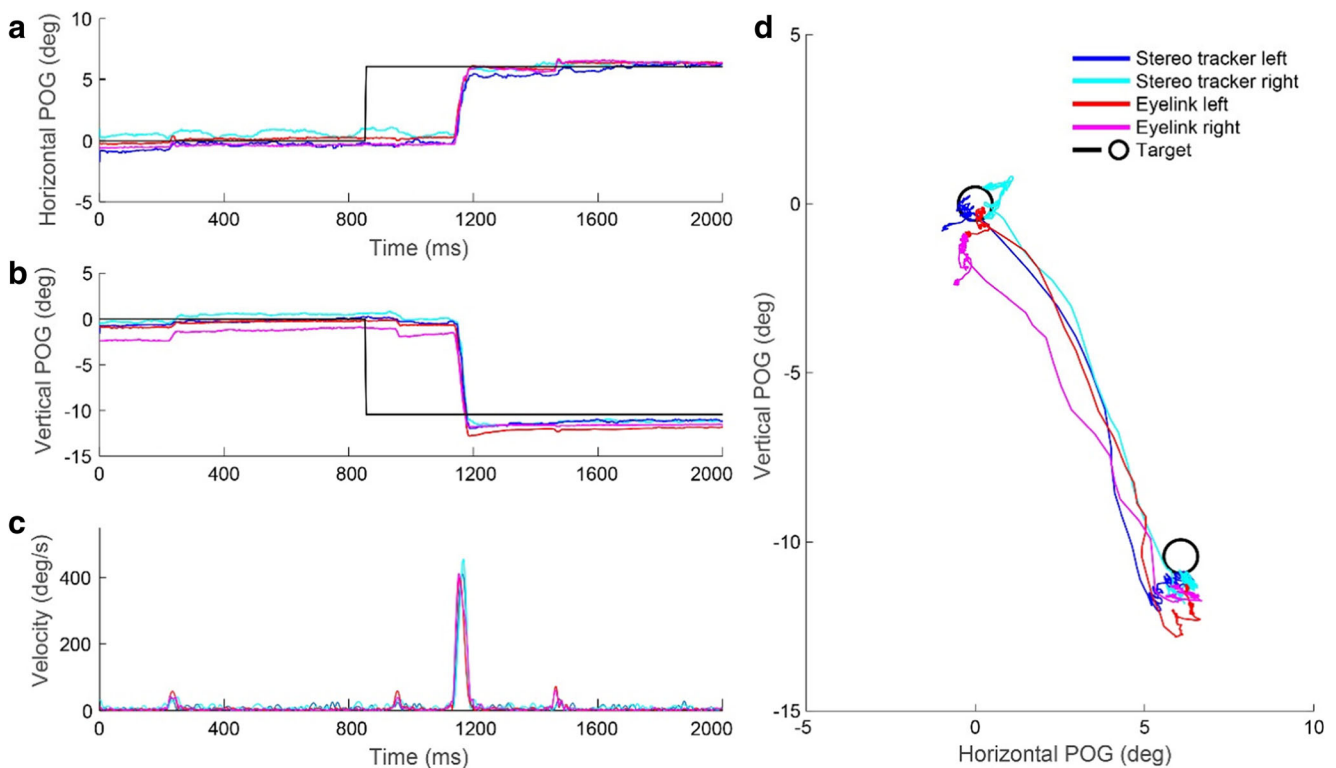 a
Horizontal POG (deg)
10
5
0
-5
0 400 800 1200 1600 2000
Time (ms)
b
Vertical POG (deg)
5
0
-5
-10
-15
0 400 800 1200 1600 2000
Time (ms)
c
Velocity (deg/s)
400
200
0
0 400 800 1200 1600 2000
Time (ms)
d
Stereo tracker left
Stereo tracker right
Eyelink left
Eyelink right
Target
Vertical POG (deg)
5
0
-5
-10
-15
-5 0 5 10
Horizontal POG (deg)